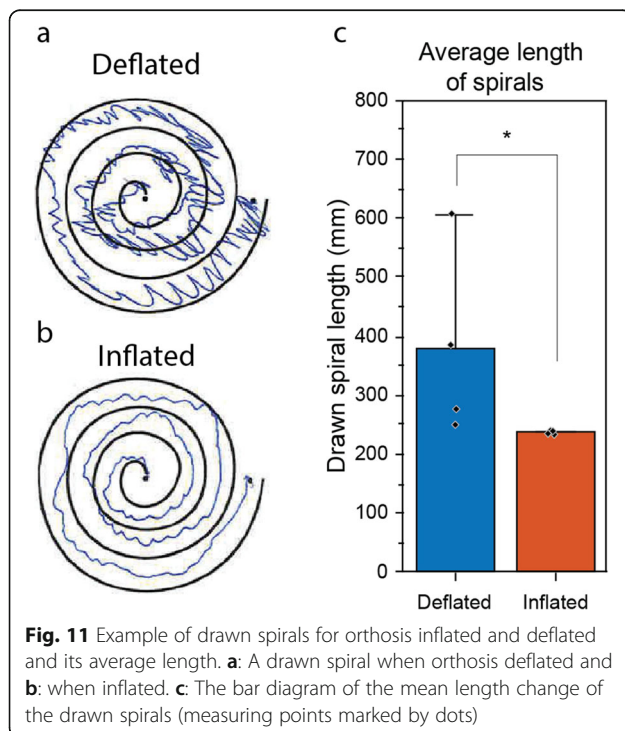 a
Deflated
b
Inflated
c
Average length
of spirals
*
Drawn spiral length (mm)
800
700
600
500
400
300
200
100
0
Deflated
Inflated
Fig. 11 Example of drawn spirals for orthosis inflated and deflated
and its average length. a: A drawn spiral when orthosis deflated and
b: when inflated. c: The bar diagram of the mean length change of
the drawn spirals (measuring points marked by dots)